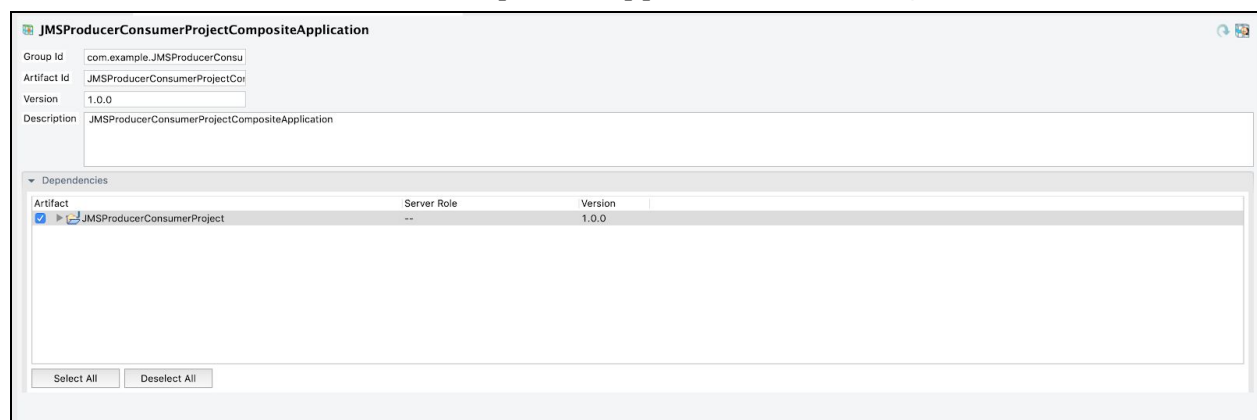 JMSProducerConsumerProjectCompositeApplication
Group Id com.example.JMSProducerConsu
Artifact Id JMSProducerConsumerProjectCor
Version 1.0.0
Description JMSProducerConsumerProjectCompositeApplication
Dependencies
Artifact Server Role Version
JMSProducerConsumerProject -- 1.0.0
Select All Deselect All